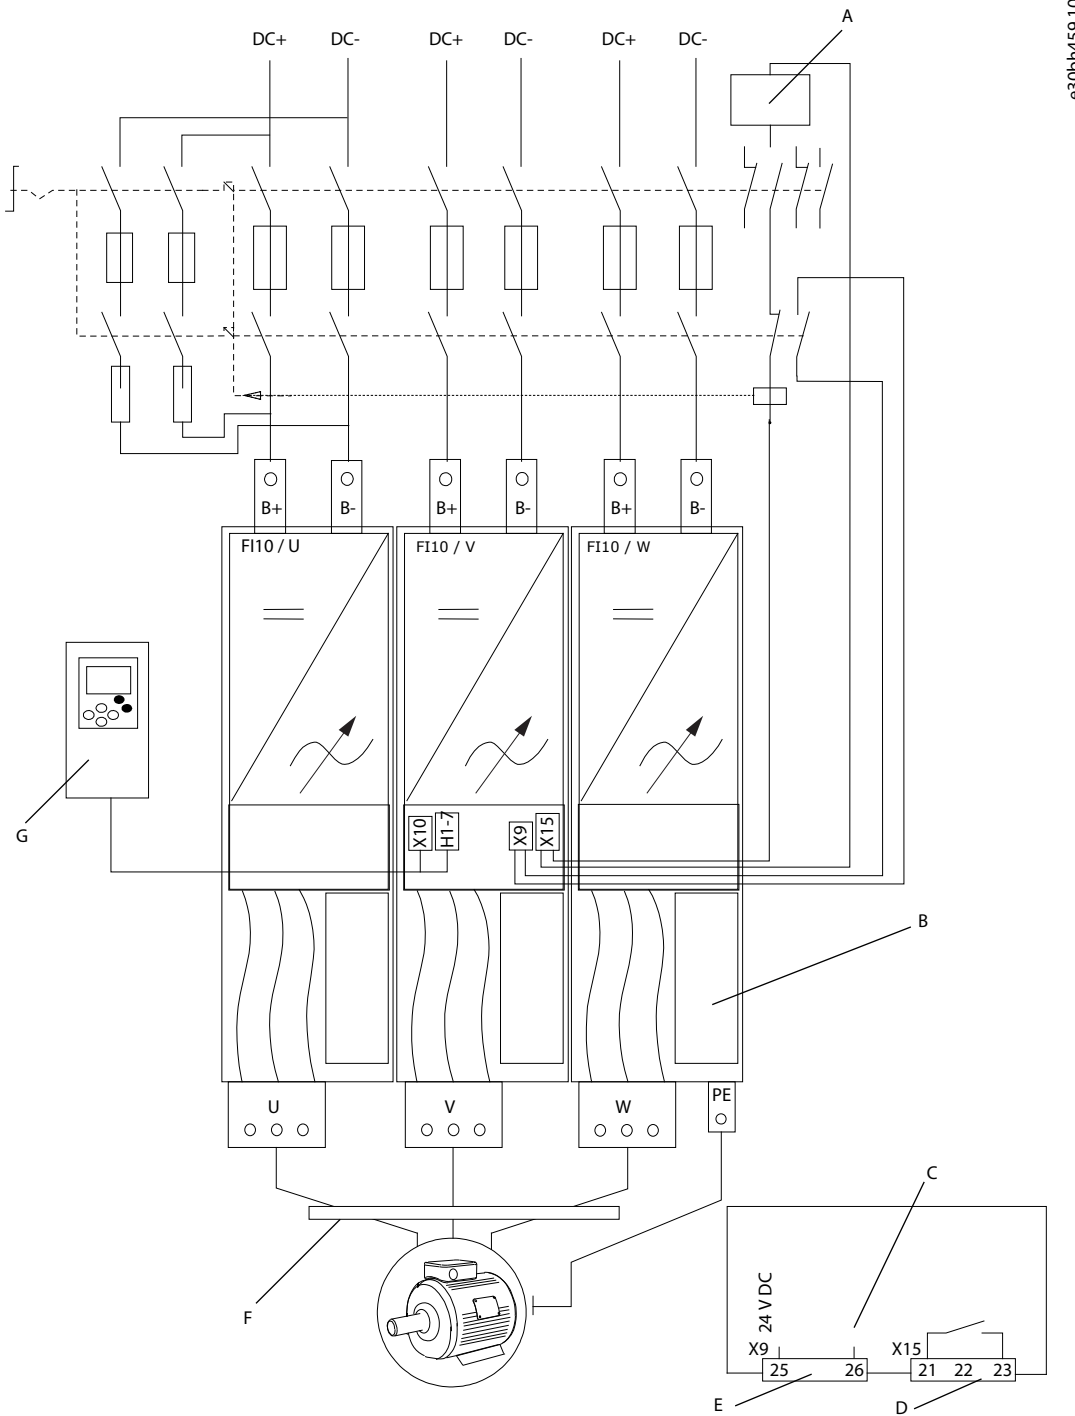 A
e30bh459.10
DC+ DC- DC+ DC- DC+ DC-
B+ B- B+ B- B+ B-
FI10 / U FI10 / V FI10 / W
G
X10 H1-7 X9 X15
B
U V W PE
C
F
24 V DC
X9 X15
25 26 21 22 23
E D